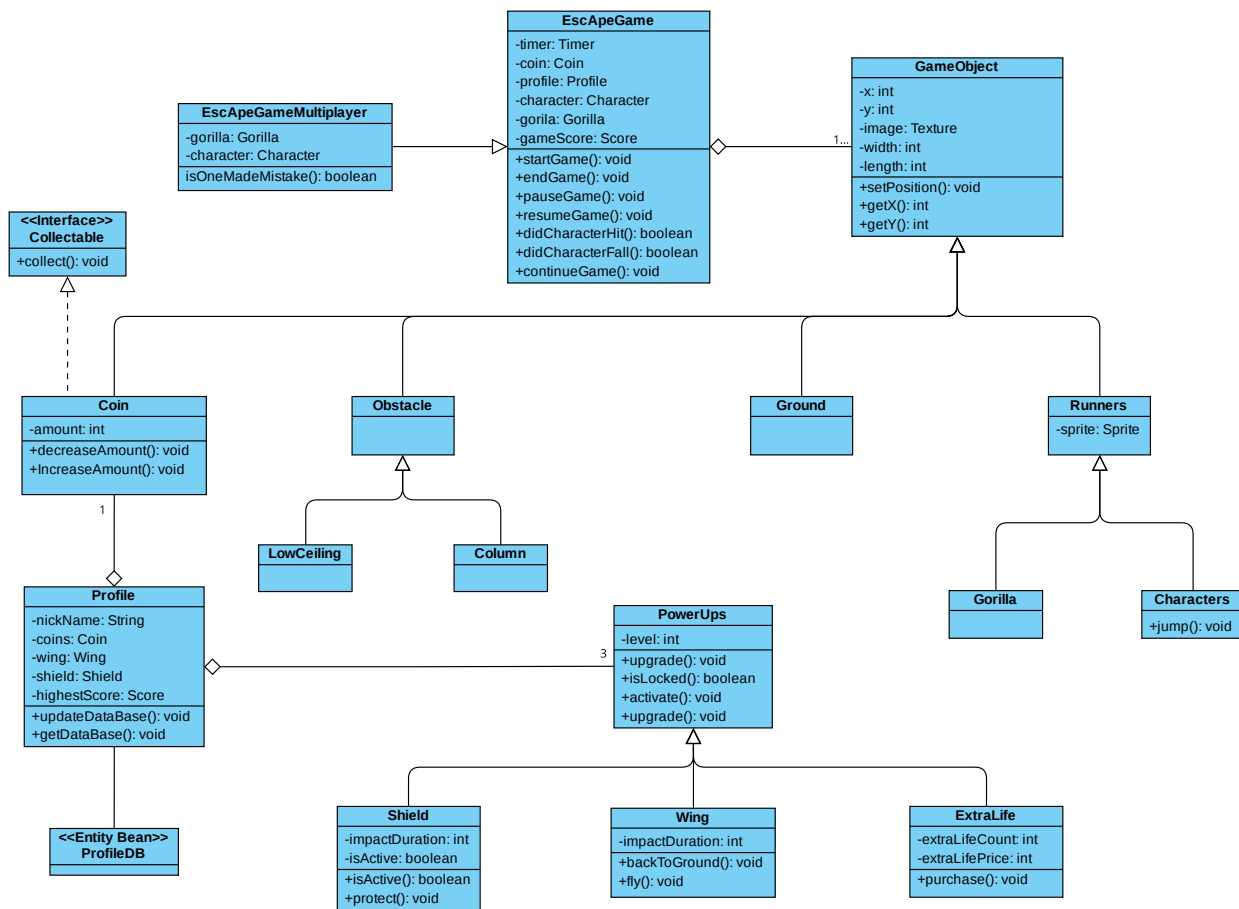 EscApeGame
-timer: Timer
-coin: Coin
-profile: Profile
-character: Character
-gorila: Gorilla
-gameScore: Score
+startGame(): void
+endGame(): void
+pauseGame(): void
+resumeGame(): void
+didCharacterHit(): boolean
+didCharacterFall(): boolean
+continueGame(): void
GameObject
-x: int
-y: int
-image: Texture
-width: int
-length: int
+setPosition(): void
+getX(): int
+getY(): int
1...
EscApeGameMultiplayer
-gorilla: Gorilla
-character: Character
isOneMadeMistake(): boolean
<<Interface>>
Collectable
+collect(): void
Coin
-amount: int
+decreaseAmount(): void
+IncreaseAmount(): void
1
Obstacle
Ground
Runners
-sprite: Sprite
LowCeiling
Column
Gorilla
Characters
+jump(): void
Profile
-nickName: String
-coins: Coin
-wing: Wing
-shield: Shield
-highestScore: Score
+updateDataBase(): void
+getDataBase(): void
3
PowerUps
-level: int
+upgrade(): void
+isLocked(): boolean
+activate(): void
+upgrade(): void
<<Entity Bean>>
ProfileDB
Shield
-impactDuration: int
-isActive: boolean
+isActive(): boolean
+protect(): void
Wing
-impactDuration: int
+backToGround(): void
+fly(): void
ExtraLife
-extraLifeCount: int
-extraLifePrice: int
+purchase(): void